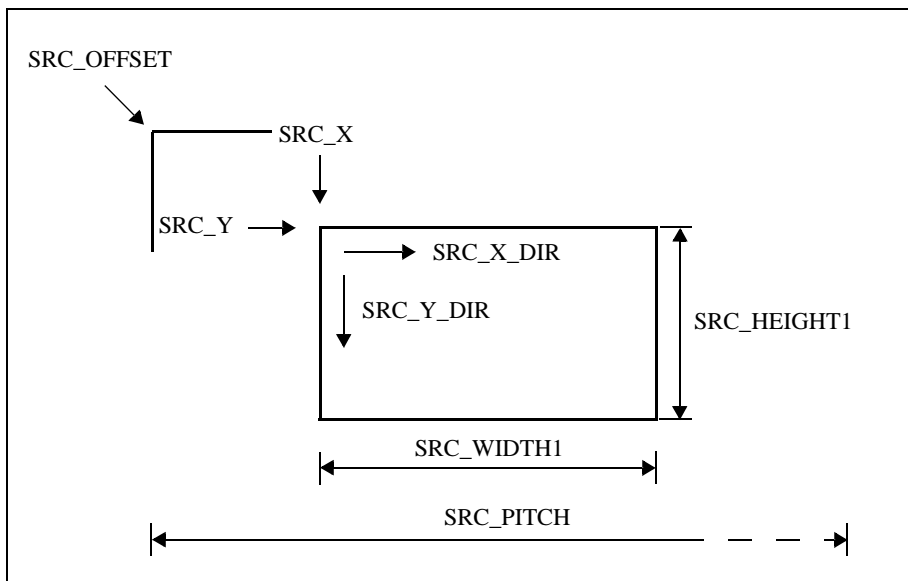 SRC_OFFSET
SRC_X
SRC_Y
SRC_X_DIR
SRC_Y_DIR
SRC_HEIGHT1
SRC_WIDTH1
SRC_PITCH